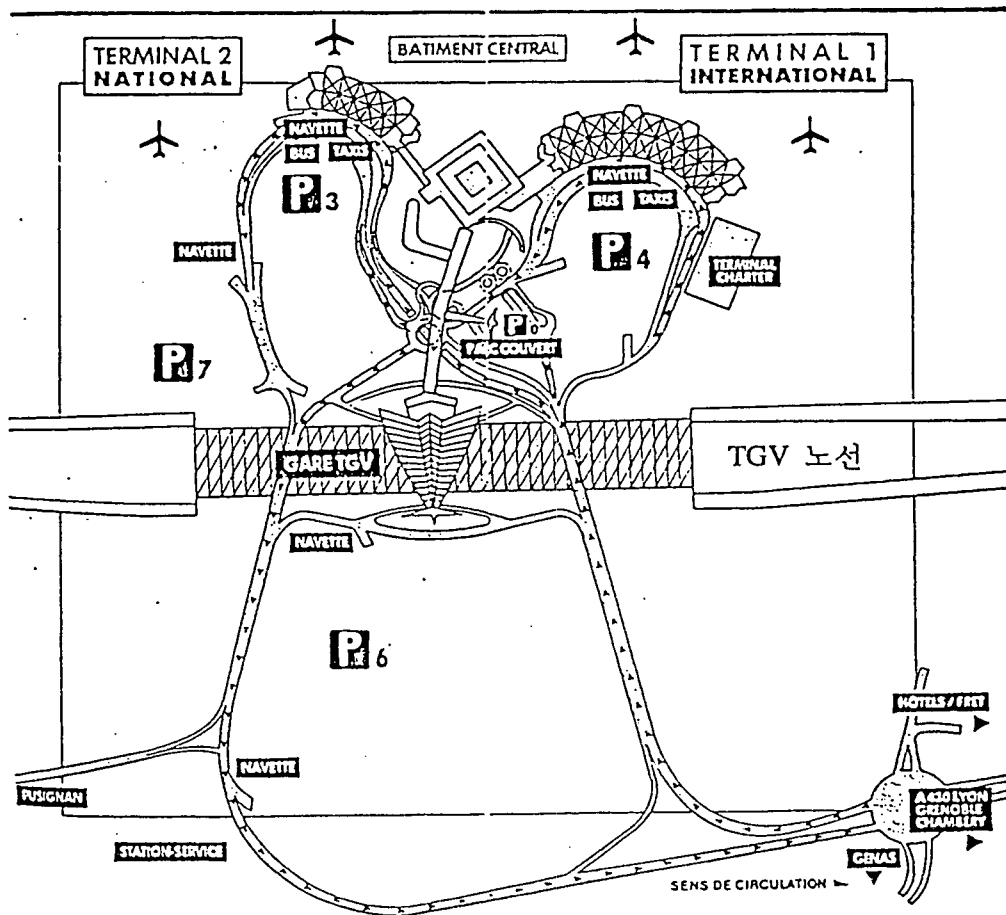 TERMINAL 2
NATIONAL
BATIMENT CENTRAL
TERMINAL 1
INTERNATIONAL
NAVETTE
BUS TAXIS
P 3
NAVETTE
BUS TAXIS
P 4
NAVETTE
TERMINAL
CHARTER
P
PARC COUVERT
P 7
GARE TGV
TGV 노선
NAVETTE
P 6
HOTELS / FRET
NAVETTE
PUSIGNAN
A 430 LYON
GRENOBLE
CHAMBERY
STATION-SERVICE
GENAS
SENS DE CIRCULATION